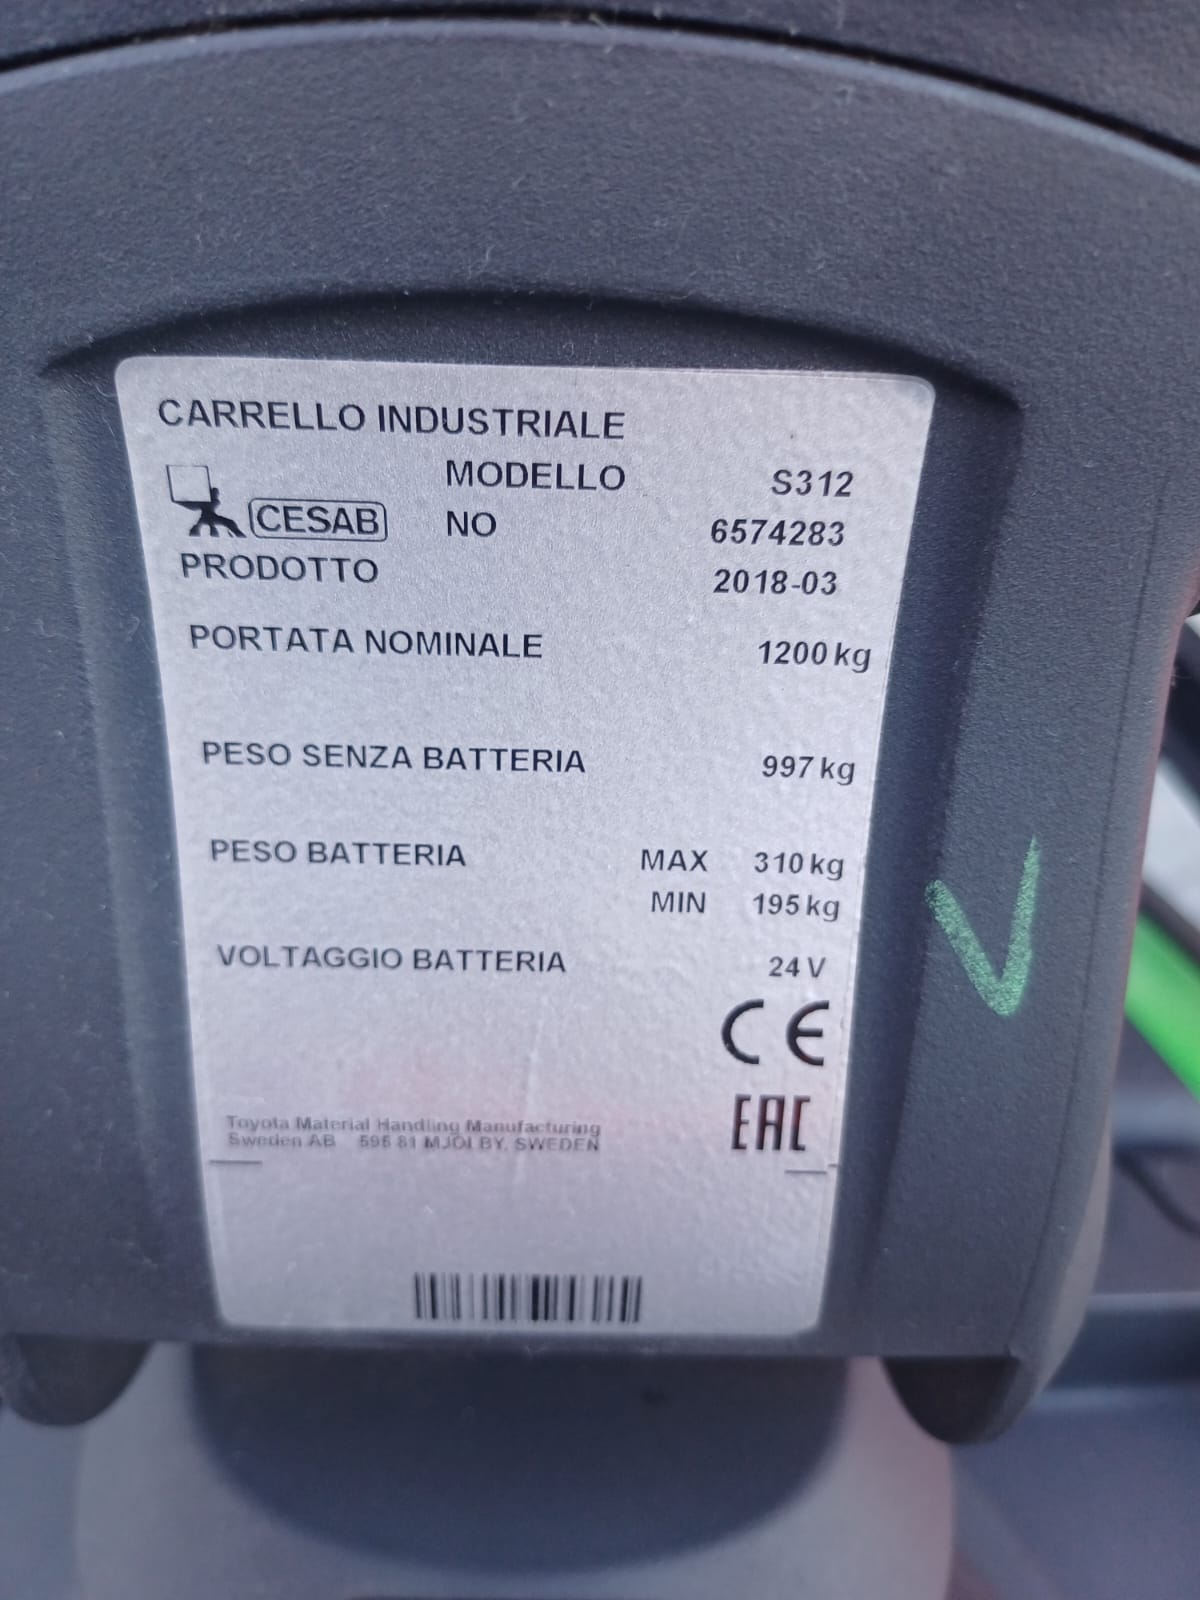 CARRELLO INDUSTRIALE
MODELLO S312
CESAB NO 6574283
PRODOTTO 2018-03
PORTATA NOMINALE 1200 kg
PESO SENZA BATTERIA 997 kg
PESO BATTERIA MAX 310 kg
MIN 195 kg
VOLTAGGIO BATTERIA 24 V
CE
EAC
Toyota Material Handling Manufacturing
Sweden AB 595 81 MJÖLBY, SWEDEN
V